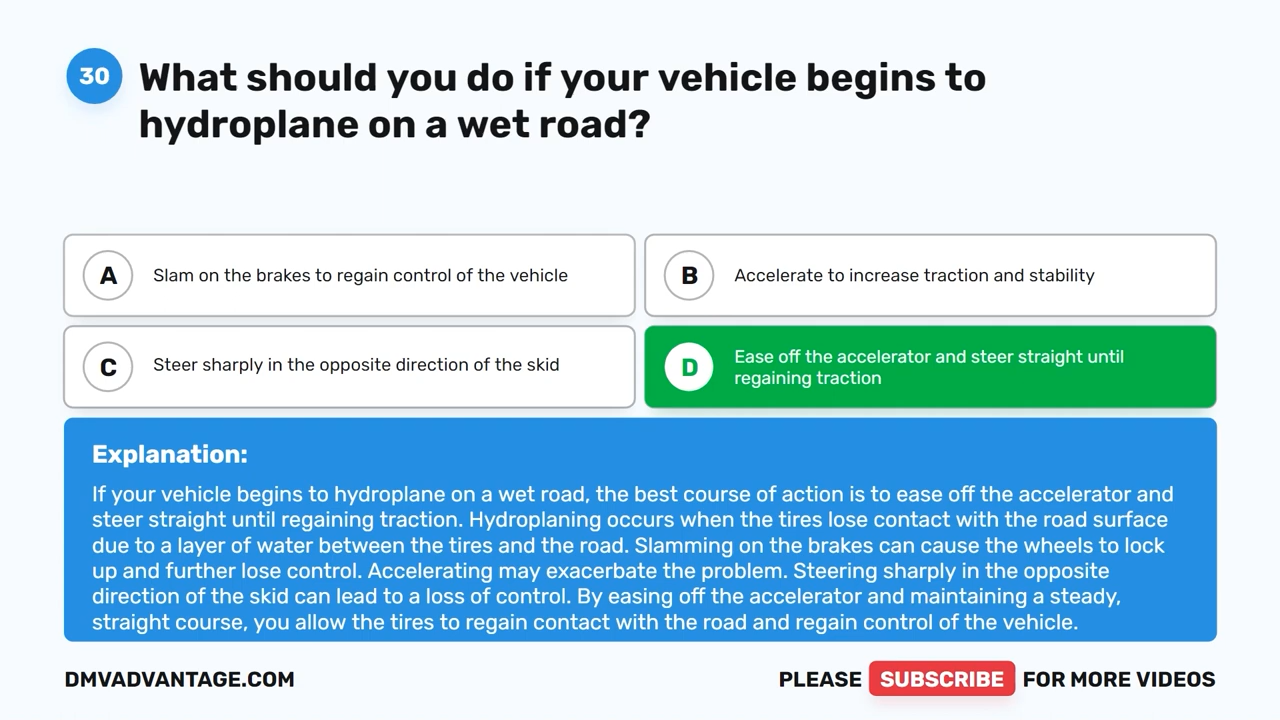 30
What should you do if your vehicle begins to
hydroplane on a wet road?
A
Slam on the brakes to regain control of the vehicle
B
Accelerate to increase traction and stability
C
Steer sharply in the opposite direction of the skid
D
Ease off the accelerator and steer straight until
regaining traction
Explanation:
If your vehicle begins to hydroplane on a wet road, the best course of action is to ease off the accelerator and
steer straight until regaining traction. Hydroplaning occurs when the tires lose contact with the road surface
due to a layer of water between the tires and the road. Slamming on the brakes can cause the wheels to lock
up and further lose control. Accelerating may exacerbate the problem. Steering sharply in the opposite
direction of the skid can lead to a loss of control. By easing off the accelerator and maintaining a steady,
straight course, you allow the tires to regain contact with the road and regain control of the vehicle.
DMVADVANTAGE.COM
PLEASE SUBSCRIBE FOR MORE VIDEOS